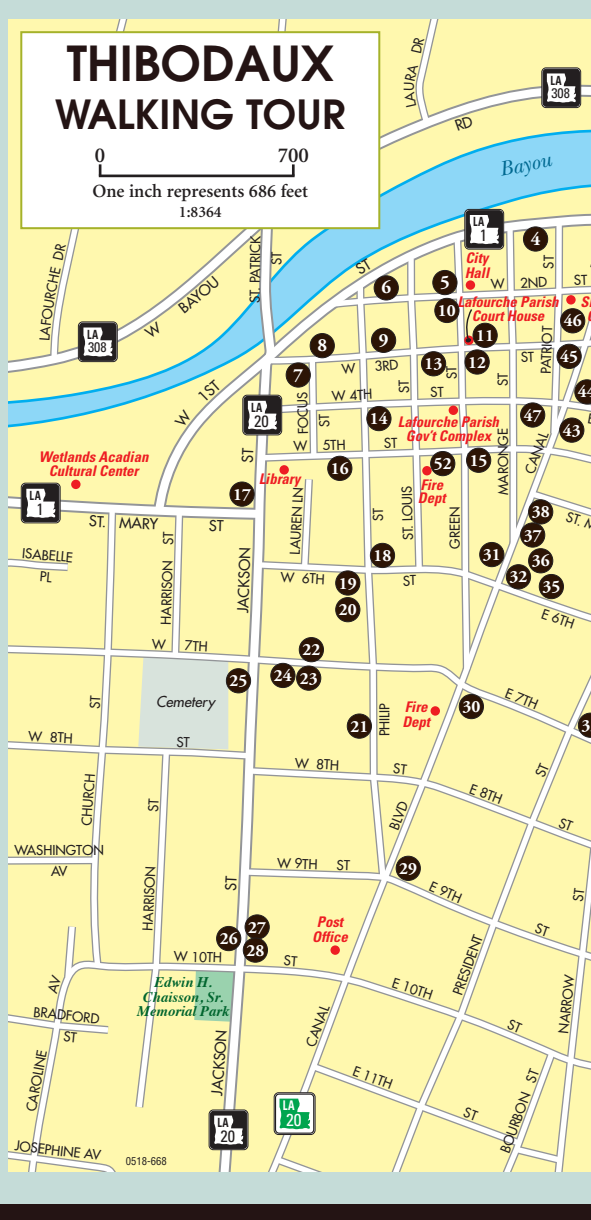 THIBODAUX
WALKING TOUR
0 700
One inch represents 686 feet
1:8364
LAURA DR
LA
308
RD
Bayou
LA
1
4
City
Hall
ST
W 2ND ST
ST
6
5
10
Lafourche Parish
Court House
46
LAFOURCHE DR
ST. PATRICK
ST
W BAYOU
LA
308
8
9
11
W 3RD
13
12
ST
PATRIOT
45
7
ST
ST
ST
W 1ST
W 4TH ST
44
LA
20
FOCUS
ST
14
Lafourche Parish
Gov't Complex
47
43
W 5TH ST
MARONGE
CANAL
Wetlands Acadian
Cultural Center
ST
Library
16
52
15
Fire
Dept
LA
1
17
ST. MARY ST
LAUREN LN
ST
ST. LOUIS
GREEN
38
ST. M
37
ISABELLE
PL
HARRISON
ST
JACKSON
18
31
36
W 6TH ST
19
32
35
20
E 6TH
W 7TH
22
25
24
23
E 7TH
Cemetery
ST
21
PHILIP
Fire
Dept
30
3
W 8TH ST
W 8TH ST
ST
E 8TH ST
CHURCH
ST
BLVD
WASHINGTON
AV
W 9TH ST
29
E 9TH ST
HARRISON
ST
ST
27
26
28
Post
Office
W 10TH ST
PRESIDENT
E 10TH ST
NARROW
Edwin H.
Chaisson, Sr.
Memorial Park
AV
BRADFORD
ST
CANAL
CAROLINE
JACKSON
E 11TH ST
BOURBON ST
LA
20
LA
20
JOSEPHINE AV
0518-668